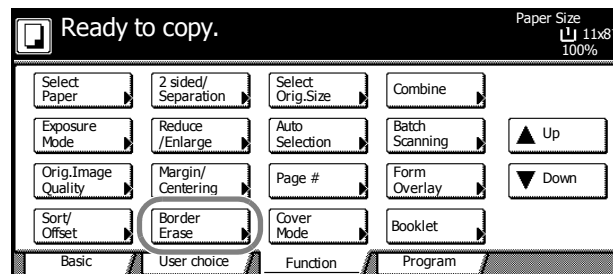 Ready to copy.
Paper Size
11x8
100%
Select
Paper
2 sided/
Separation
Select
Orig.Size
Combine
Exposure
Mode
Reduce
/Enlarge
Auto
Selection
Batch
Scanning
Up
Orig.Image
Quality
Margin/
Centering
Page #
Form
Overlay
Down
Sort/
Offset
Border
Erase
Cover
Mode
Booklet
Basic
User choice
Function
Program